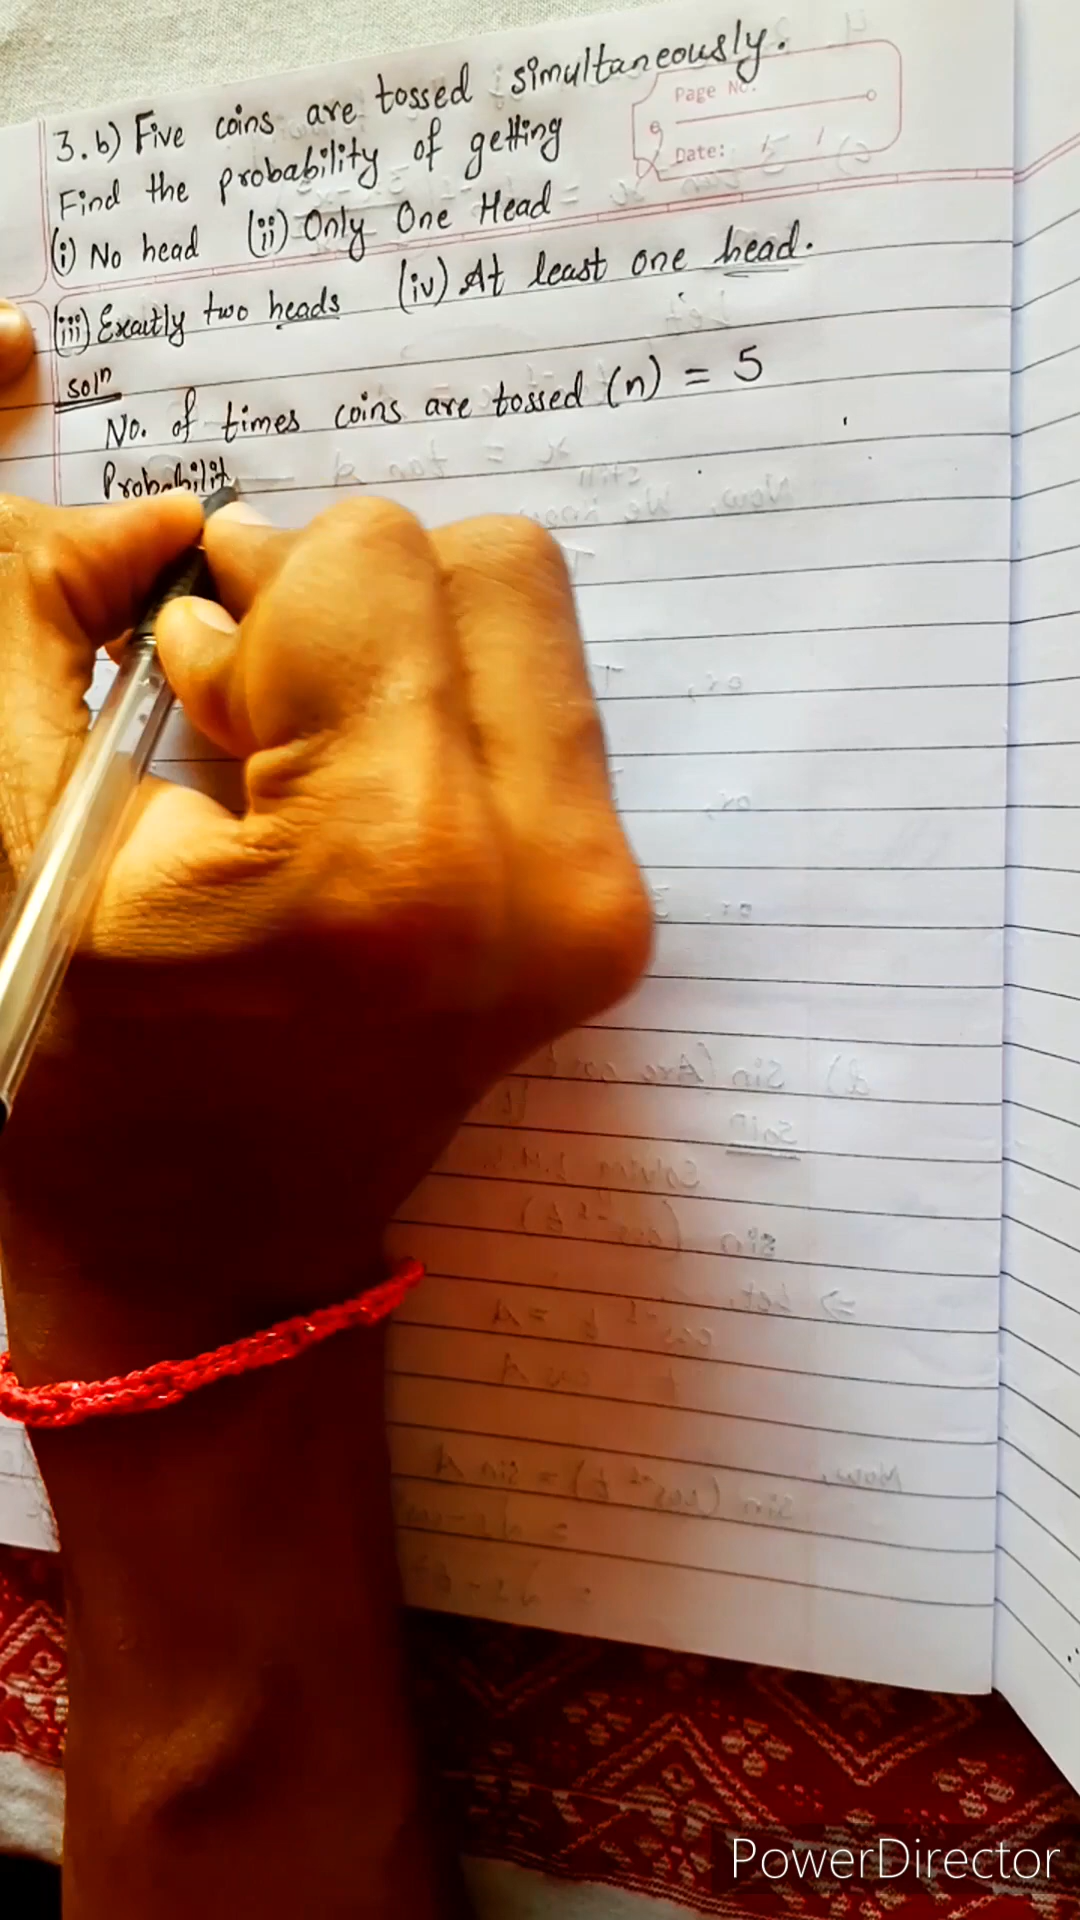 3. b) Five coins are tossed simultaneously.
Find the probability of getting
(i) No head (ii) Only One Head
(iii) Exactly two heads (iv) At least one head.
Soln
No. of times coins are tossed (n) = 5
Probabilit
Page No.
Date:
PowerDirector